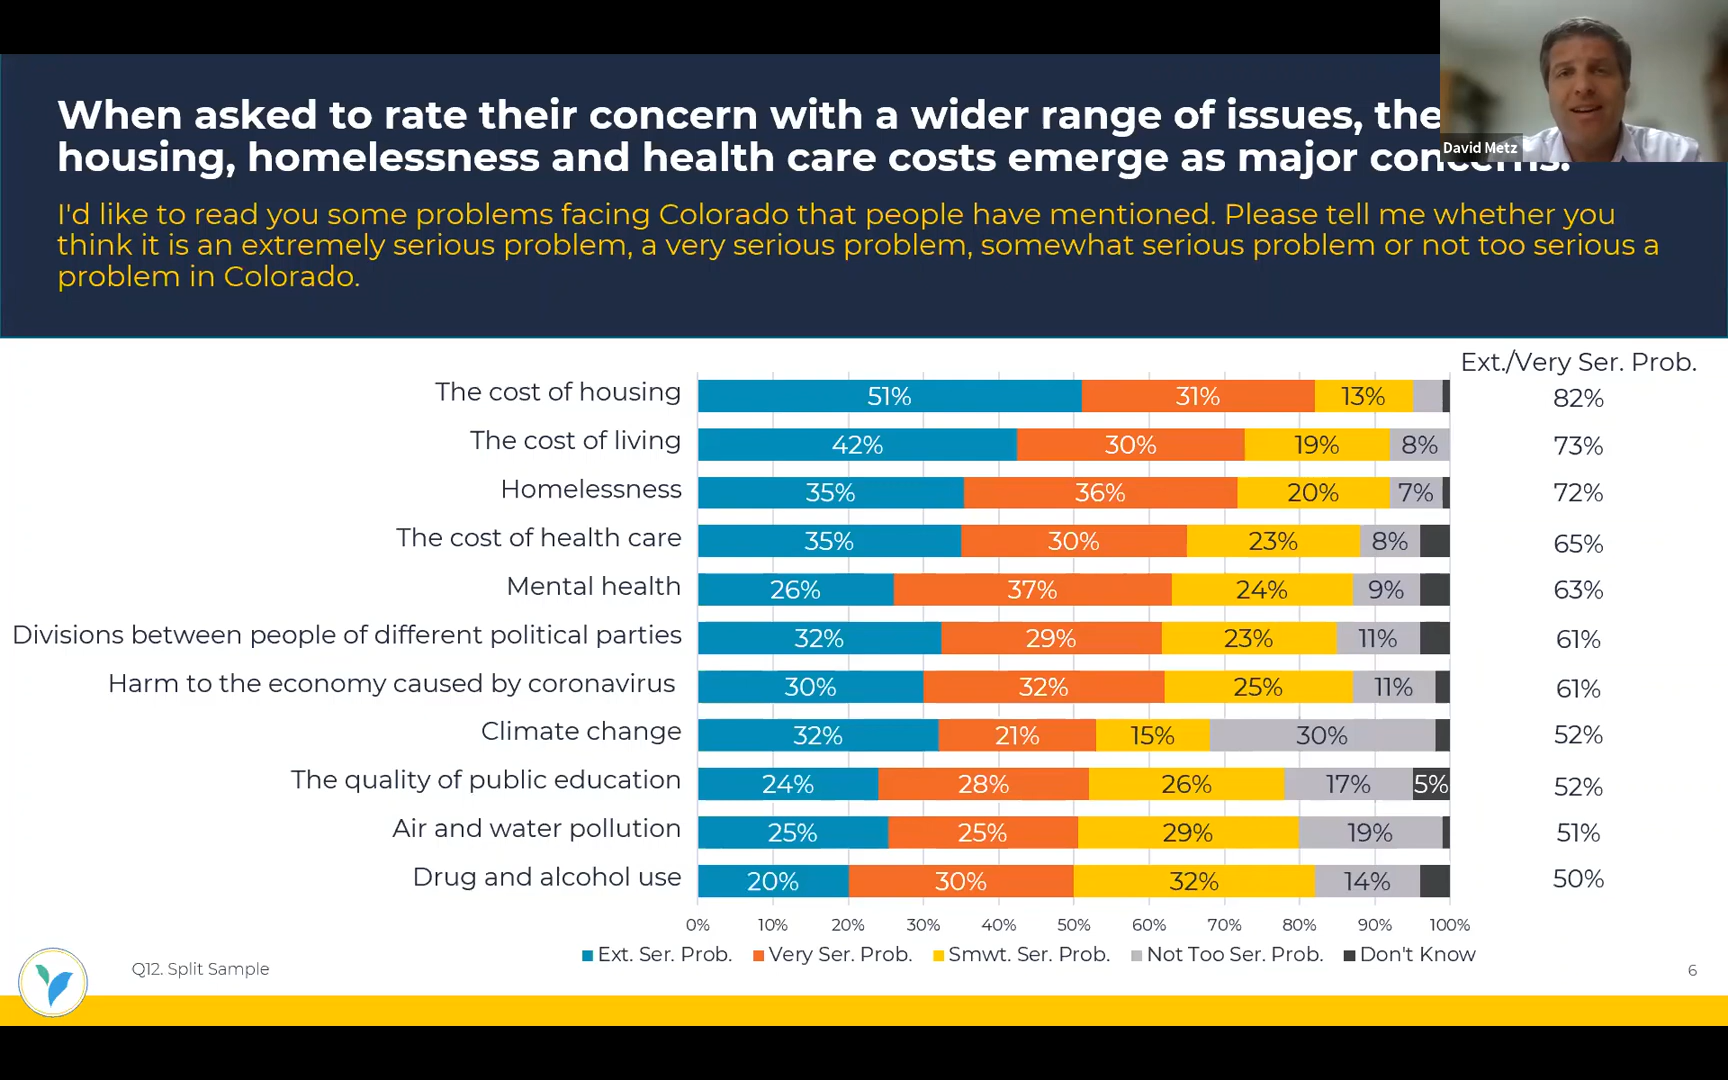 When asked to rate their concern with a wider range of issues, the
housing, homelessness and health care costs emerge as major concerns.
David Metz
I'd like to read you some problems facing Colorado that people have mentioned. Please tell me whether you
think it is an extremely serious problem, a very serious problem, somewhat serious problem or not too serious a
problem in Colorado.
Ext./Very Ser. Prob.
The cost of housing 51% 31% 13% 82%
The cost of living 42% 30% 19% 8% 73%
Homelessness 35% 36% 20% 7% 72%
The cost of health care 35% 30% 23% 8% 65%
Mental health 26% 37% 24% 9% 63%
Divisions between people of different political parties 32% 29% 23% 11% 61%
Harm to the economy caused by coronavirus 30% 32% 25% 11% 61%
Climate change 32% 21% 15% 30% 52%
The quality of public education 24% 28% 26% 17% 5% 52%
Air and water pollution 25% 25% 29% 19% 51%
Drug and alcohol use 20% 30% 32% 14% 50%
0% 10% 20% 30% 40% 50% 60% 70% 80% 90% 100%
Ext. Ser. Prob. Very Ser. Prob. Smwt. Ser. Prob. Not Too Ser. Prob. Don't Know
Q12. Split Sample
6